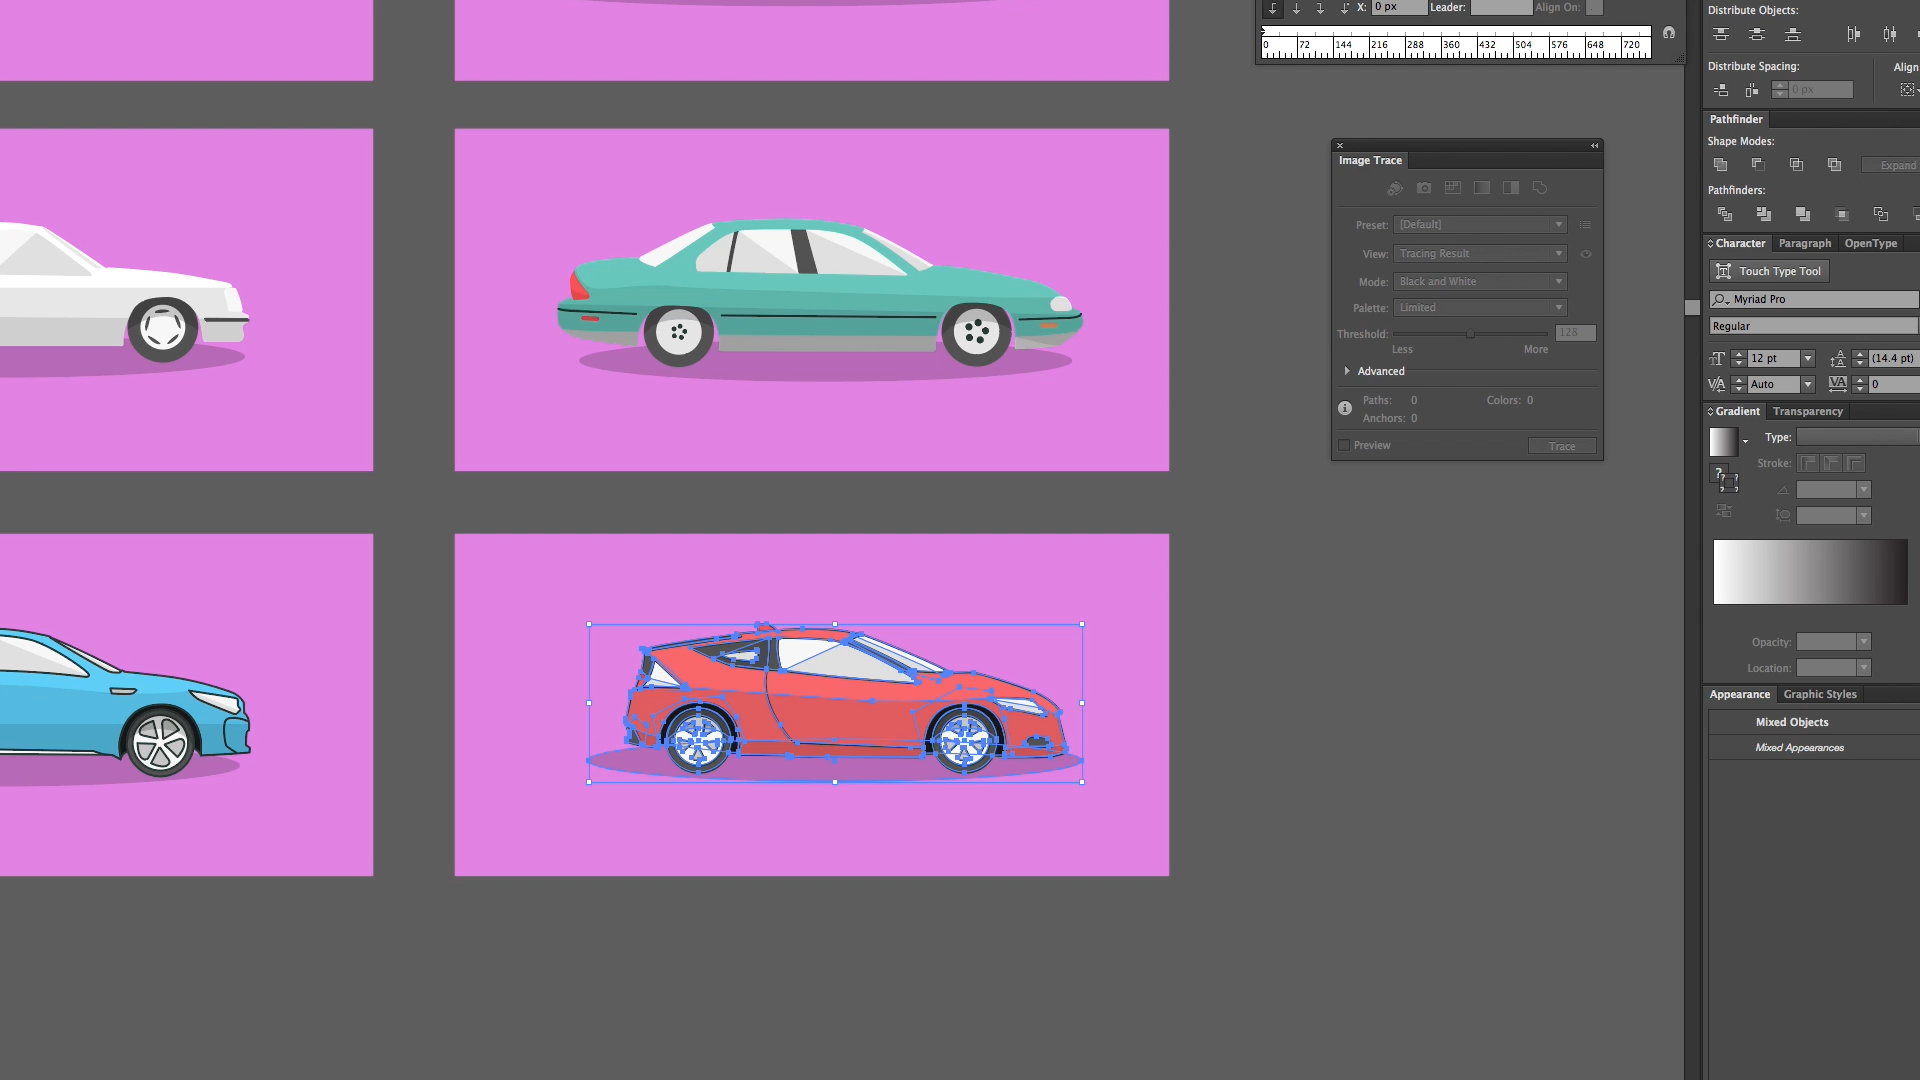 X: 0 px Leader: Align On:
0 72 144 216 288 360 432 504 576 648 720
Image Trace
Preset: [Default]
View: Tracing Result
Mode: Black and White
Palette: Limited
Threshold: 128
Less More
Advanced
Paths: 0 Colors: 0
Anchors: 0
Preview Trace
Distribute Objects:
Distribute Spacing: Align
0 px
Pathfinder
Shape Modes:
Expand
Pathfinders:
Character Paragraph OpenType
Touch Type Tool
Myriad Pro
Regular
12 pt (14.4 pt)
Auto 0
Gradient Transparency
Type:
Stroke:
Opacity:
Location:
Appearance Graphic Styles
Mixed Objects
Mixed Appearances